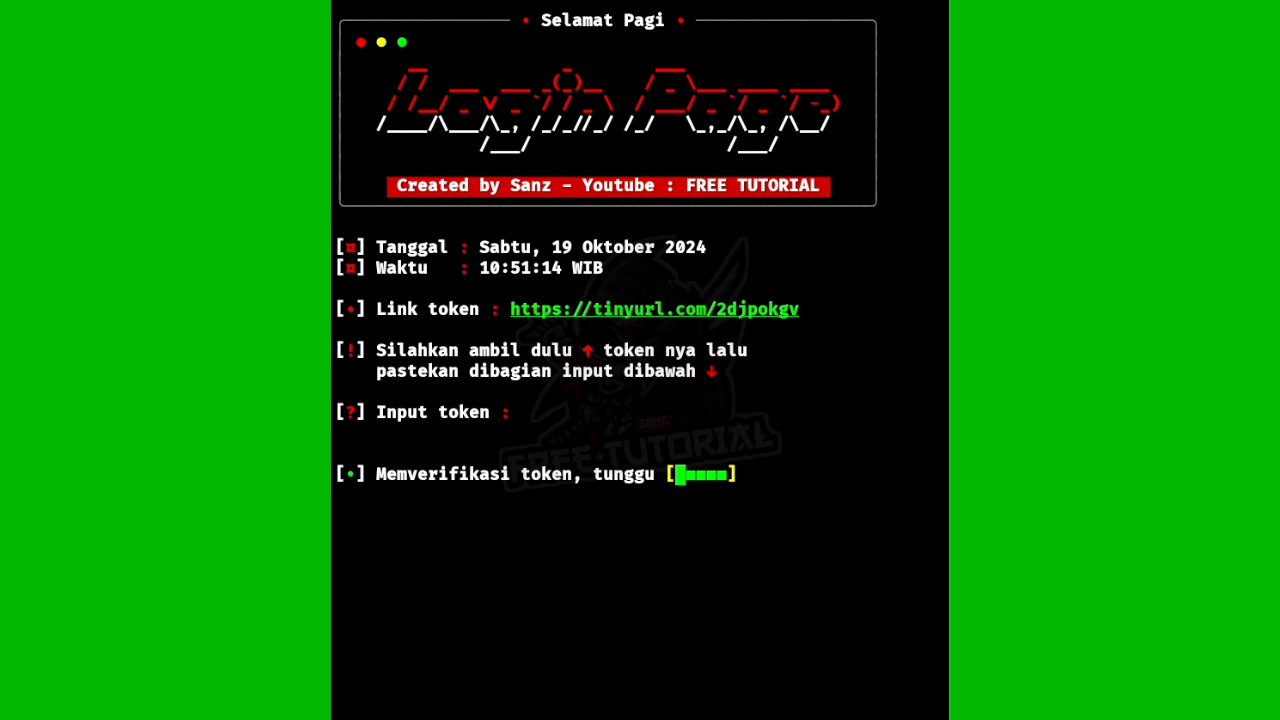 • Selamat Pagi •
Login Page
Created by Sanz - Youtube : FREE TUTORIAL
[¤] Tanggal : Sabtu, 19 Oktober 2024
[¤] Waktu : 10:51:14 WIB
[•] Link token : https://tinyurl.com/2djpokgv
[!] Silahkan ambil dulu ↑ token nya lalu
pastekan dibagian input dibawah ↓
[?] Input token :
SANZ
FREE TUTORIAL
[•] Memverifikasi token, tunggu [■■■■■]